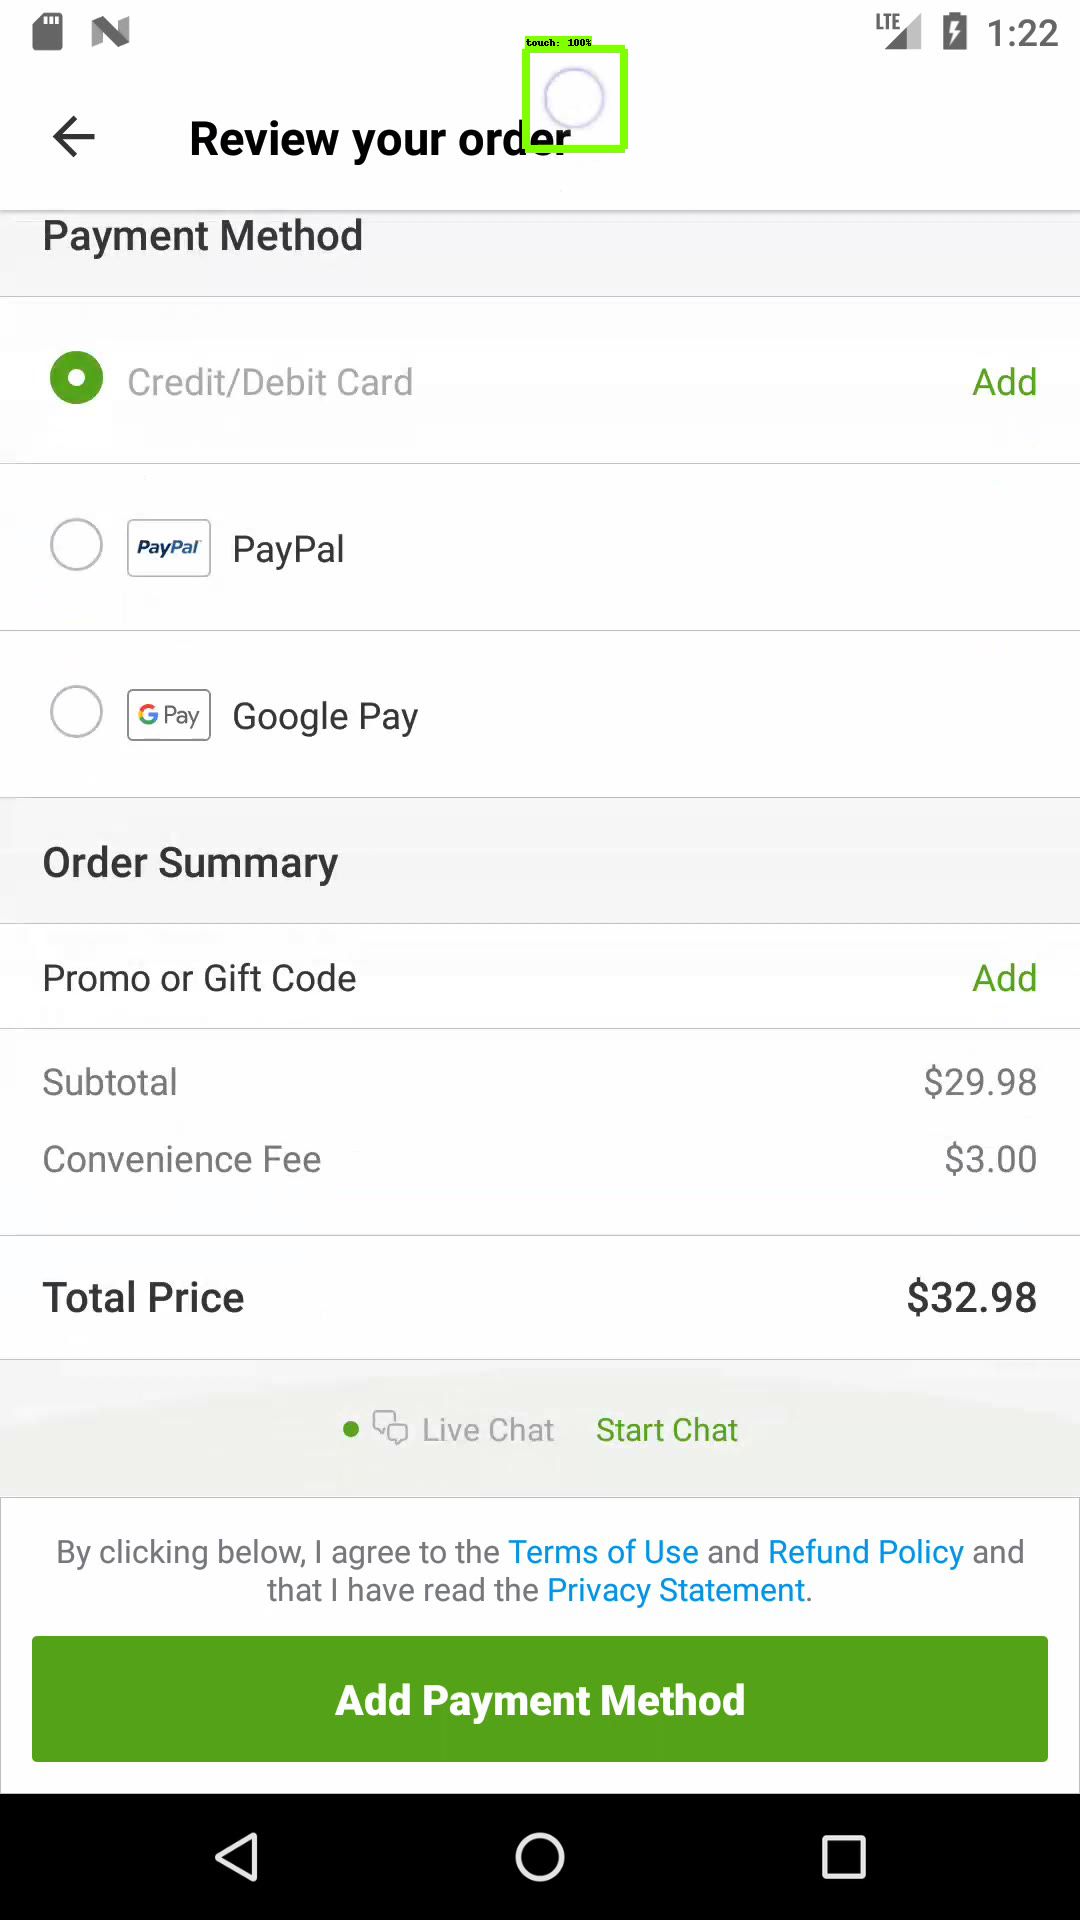 LTE 1:22
touch: 100%
Review your order
Payment Method
Credit/Debit Card Add
PayPal PayPal
G Pay Google Pay
Order Summary
Promo or Gift Code Add
Subtotal $29.98
Convenience Fee $3.00
Total Price $32.98
Live Chat Start Chat
By clicking below, I agree to the Terms of Use and Refund Policy and
that I have read the Privacy Statement.
Add Payment Method